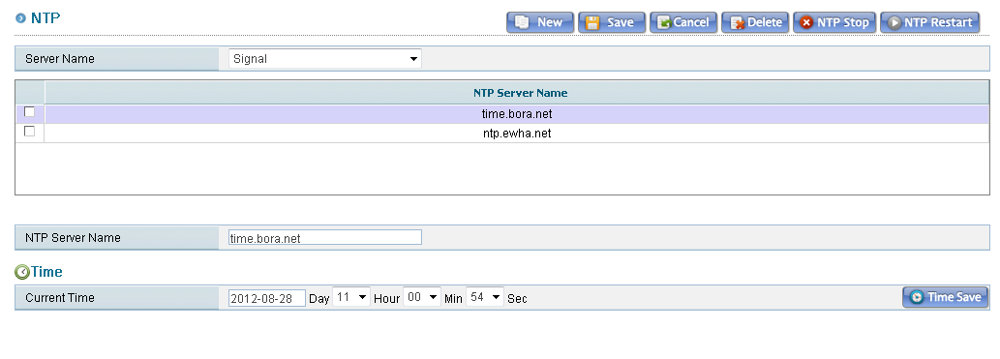 NTP
New Save Cancel Delete NTP Stop NTP Restart
Server Name Signal
NTP Server Name
time.bora.net
ntp.ewha.net
NTP Server Name time.bora.net
Time
Current Time 2012-08-28 Day 11 Hour 00 Min 54 Sec Time Save